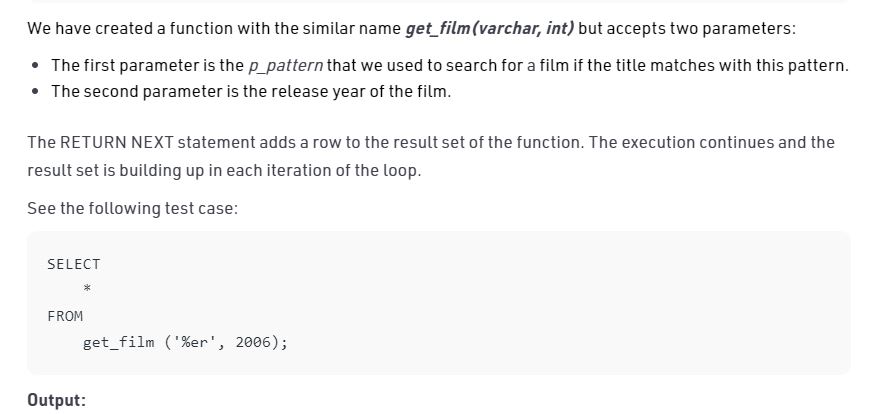 We have created a function with the similar name get_film(varchar, int) but accepts two parameters:
• The first parameter is the p_pattern that we used to search for a film if the title matches with this pattern.
• The second parameter is the release year of the film.
The RETURN NEXT statement adds a row to the result set of the function. The execution continues and the
result set is building up in each iteration of the loop.
See the following test case:
SELECT
*
FROM
get_film ('%er', 2006);
Output: